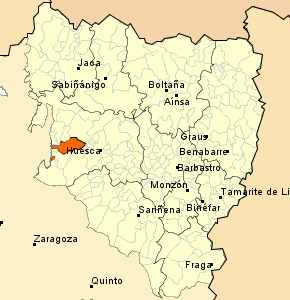 Jaca
Sabiñánigo
Boltaña
Aínsa
Graus
Huesca
Benabarre
Barbastro
Monzón
Tamarite de Li
Binéfar
Sariñena
Zaragoza
Fraga
Quinto